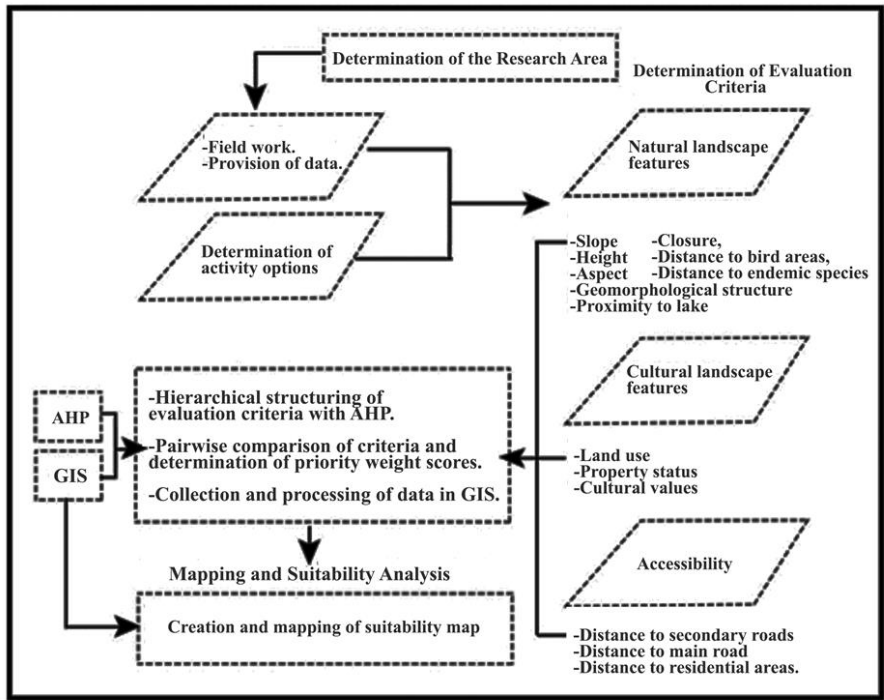 Determination of the Research Area
Determination of Evaluation
Criteria
-Field work.
-Provision of data.
Natural landscape
features
Determination of
activity options
-Slope -Closure,
-Height -Distance to bird areas,
-Aspect -Distance to endemic species
-Geomorphological structure
-Proximity to lake
Cultural landscape
features
-Land use
-Property status
-Cultural values
Accessibility
-Distance to secondary roads
-Distance to main road
-Distance to residential areas.
AHP
GIS
-Hierarchical structuring of
evaluation criteria with AHP.
-Pairwise comparison of criteria and
determination of priority weight scores.
-Collection and processing of data in GIS.
Mapping and Suitability Analysis
Creation and mapping of suitability map